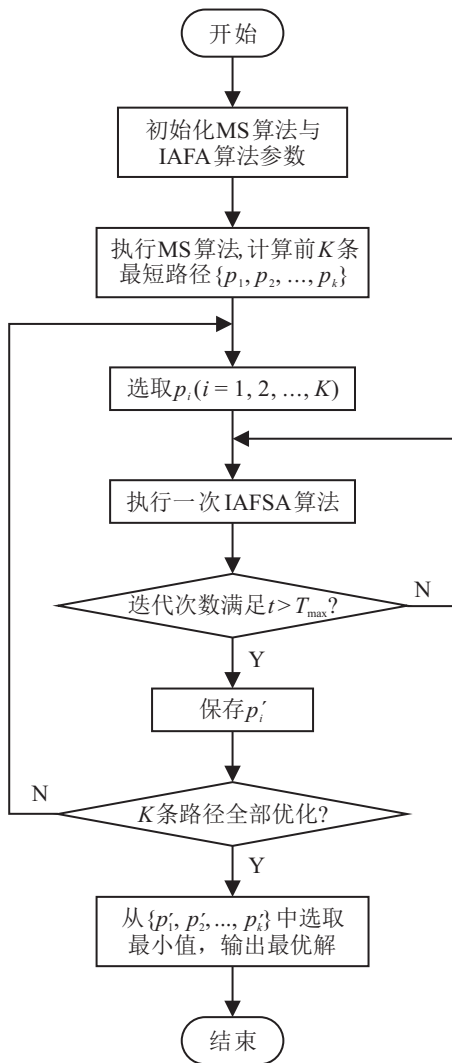 开始
初始化MS算法与
IAFA算法参数
执行MS算法,计算前K条
最短路径{p₁, p₂, ..., pₖ}
选取pᵢ(i = 1, 2, ..., K)
执行一次IAFSA算法
迭代次数满足t > Tmax?
N
Y
保存pᵢ′
N
K条路径全部优化?
Y
从{p₁′, p₂′, ..., pₖ′}中选取
最小值，输出最优解
结束